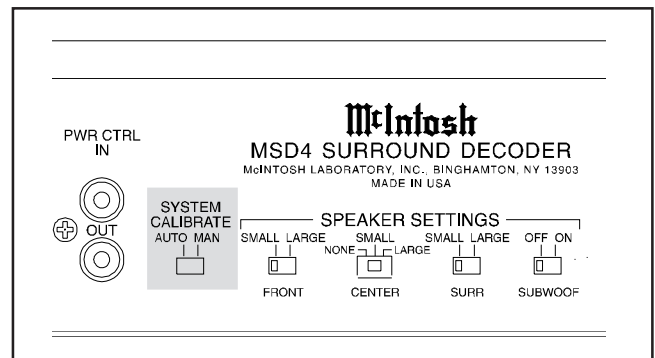 McIntosh
MSD4 SURROUND DECODER
McINTOSH LABORATORY, INC., BINGHAMTON, NY 13903
MADE IN USA
PWR CTRL
IN
OUT
SYSTEM
CALIBRATE
AUTO MAN
SPEAKER SETTINGS
SMALL LARGE
FRONT
NONE SMALL LARGE
CENTER
SMALL LARGE
SURR
OFF ON
SUBWOOF